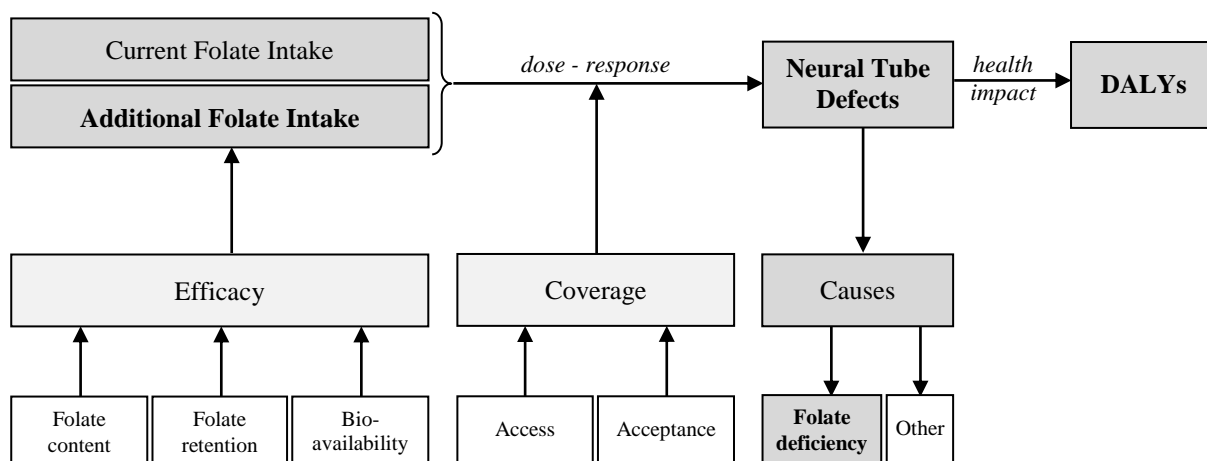 Current Folate Intake
Additional Folate Intake
dose - response
Neural Tube
Defects
health
impact
DALYs
Efficacy
Coverage
Causes
Folate
content
Folate
retention
Bio-
availability
Access
Acceptance
Folate
deficiency
Other